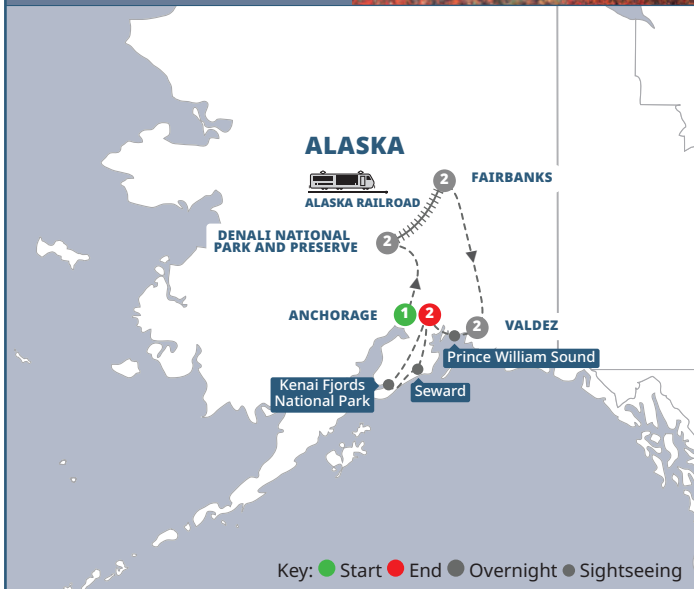 ALASKA
2
FAIRBANKS
ALASKA RAILROAD
DENALI NATIONAL
PARK AND PRESERVE
2
ANCHORAGE
1
2
2
VALDEZ
Prince William Sound
Kenai Fjords
National Park
Seward
Key: Start End Overnight Sightseeing